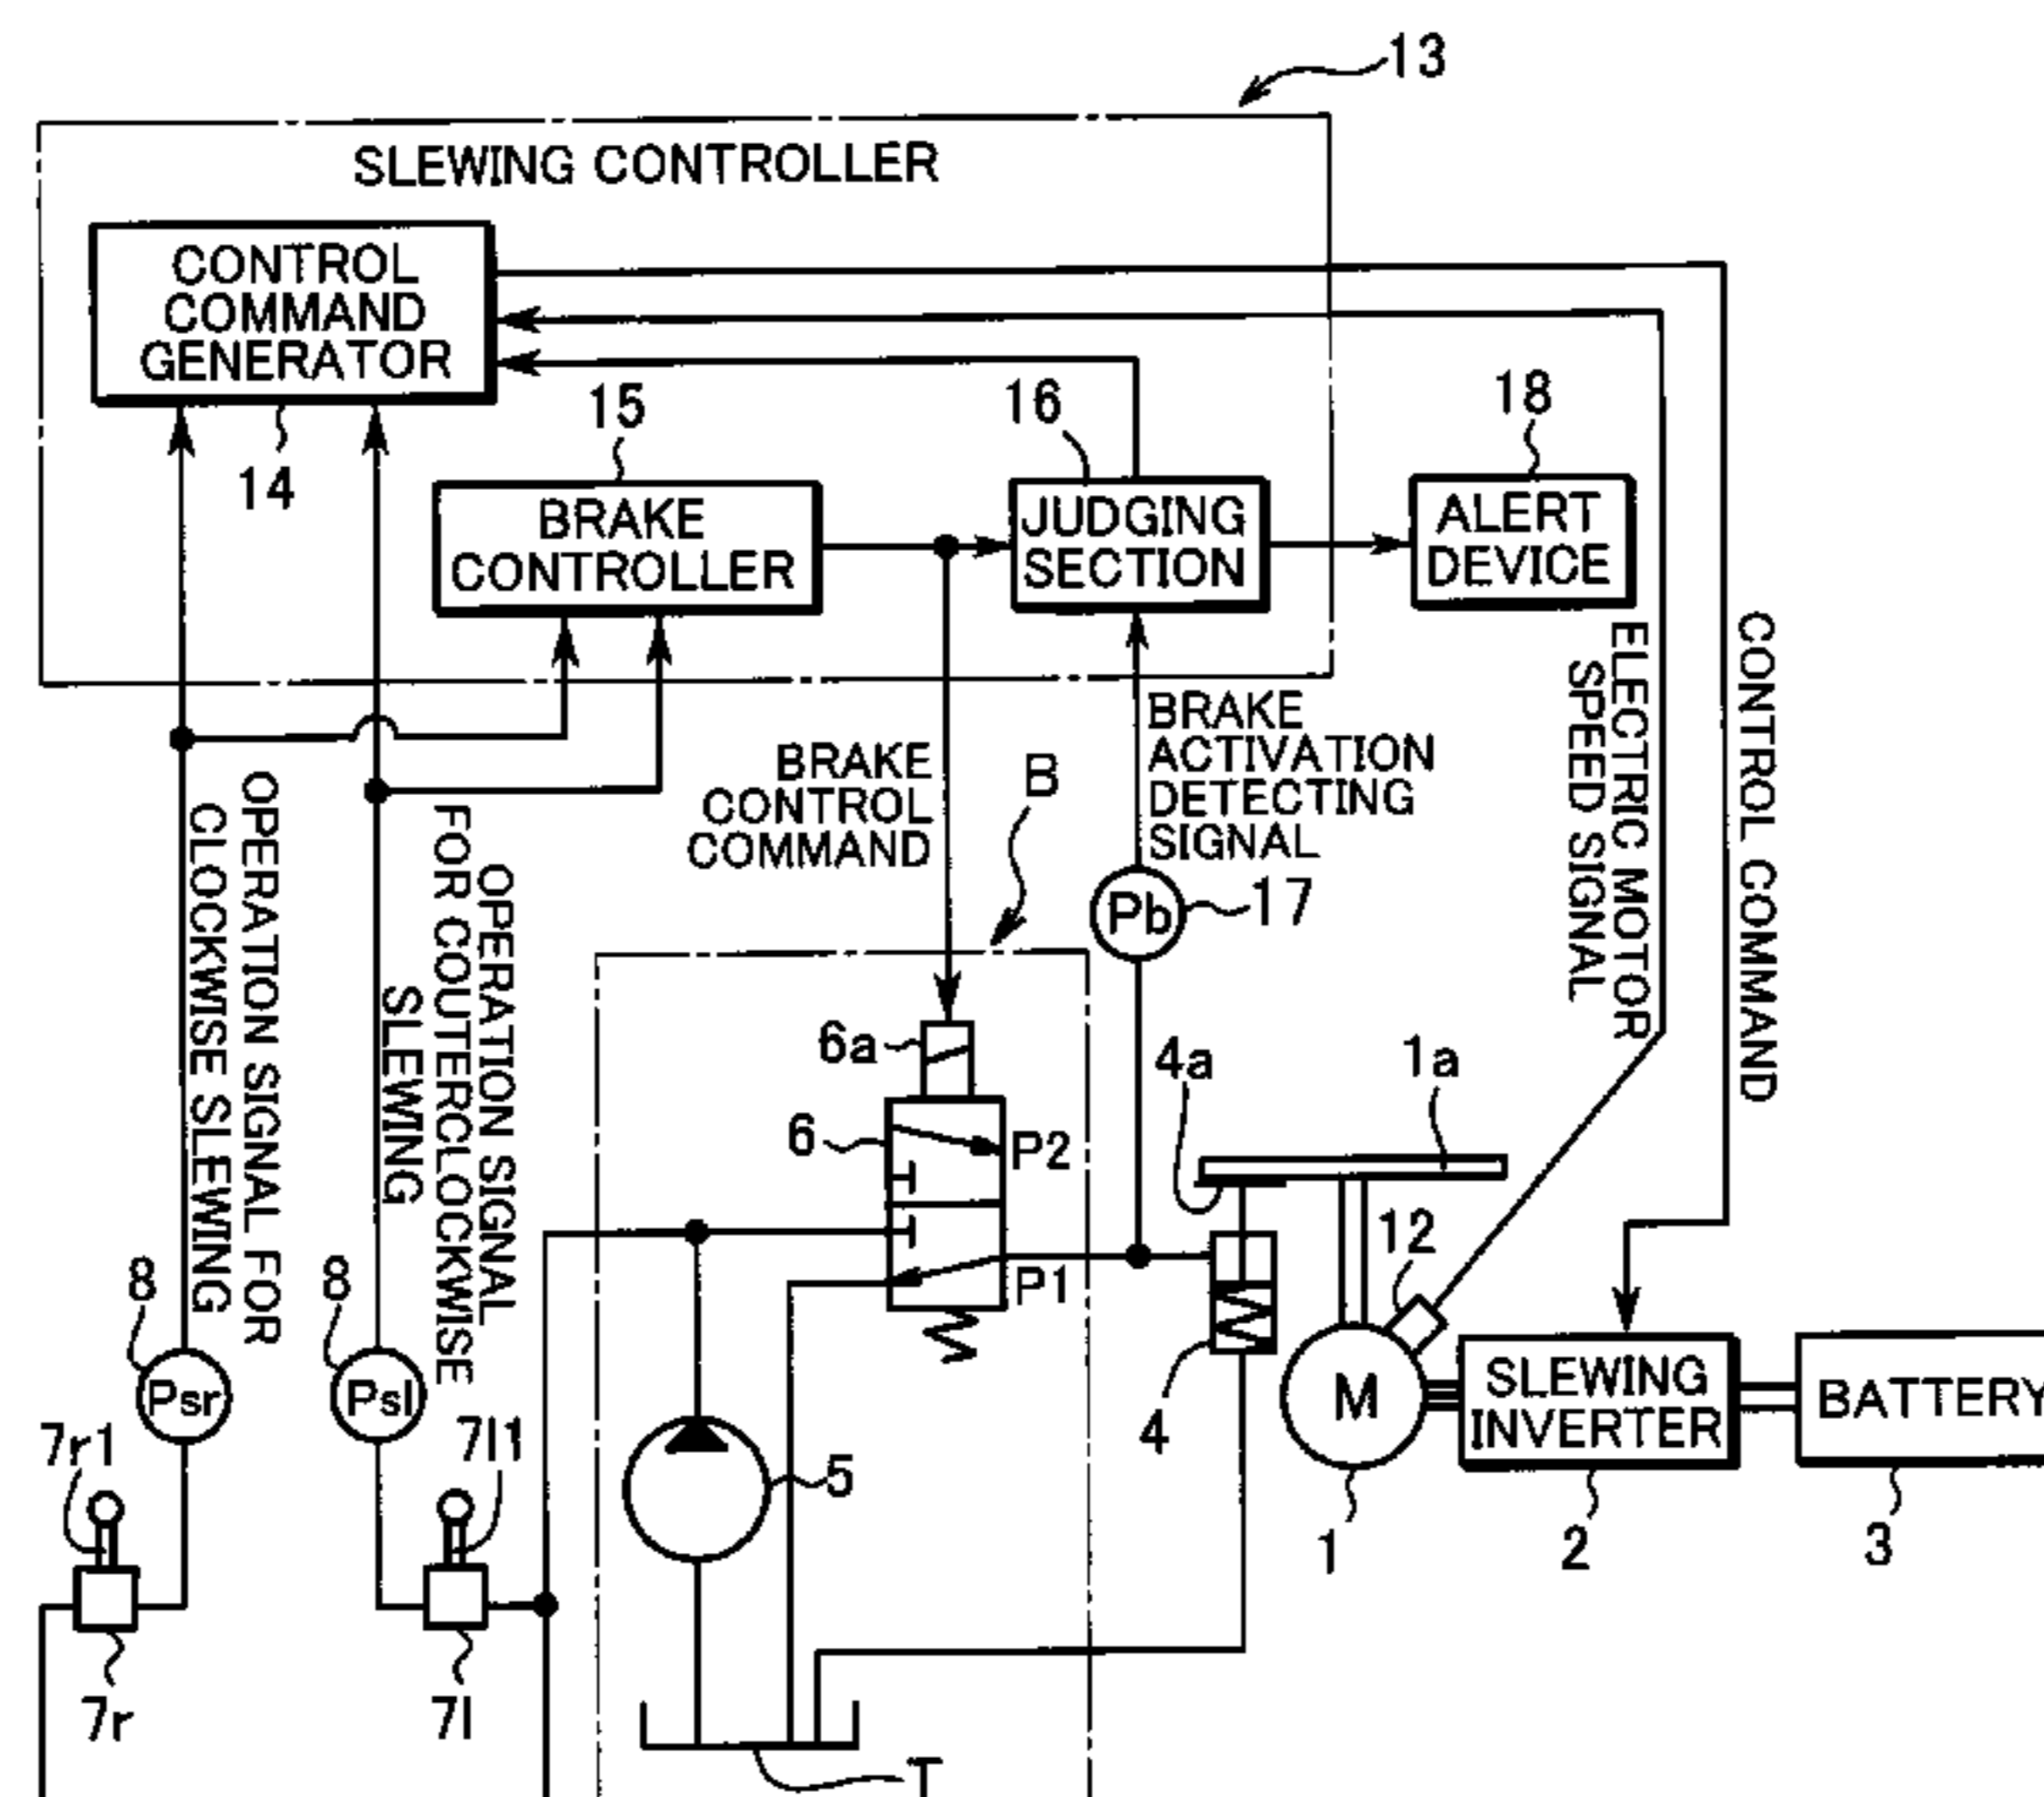 13
SLEWING CONTROLLER
CONTROL
COMMAND
GENERATOR
14
15
BRAKE
CONTROLLER
16
JUDGING
SECTION
18
ALERT
DEVICE
BRAKE
CONTROL
COMMAND
B
BRAKE
ACTIVATION
DETECTING
SIGNAL
Pb
17
ELECTRIC MOTOR
SPEED SIGNAL
CONTROL COMMAND
OPERATION SIGNAL FOR
CLOCKWISE SLEWING
OPERATION SIGNAL
FOR COUTERCLOCKWISE
SLEWING
6a
6
P2
P1
4a
1a
12
8
8
Psr
Psl
7r1
7l1
5
4
M
SLEWING
INVERTER
BATTERY
1
2
3
7r
7l
T